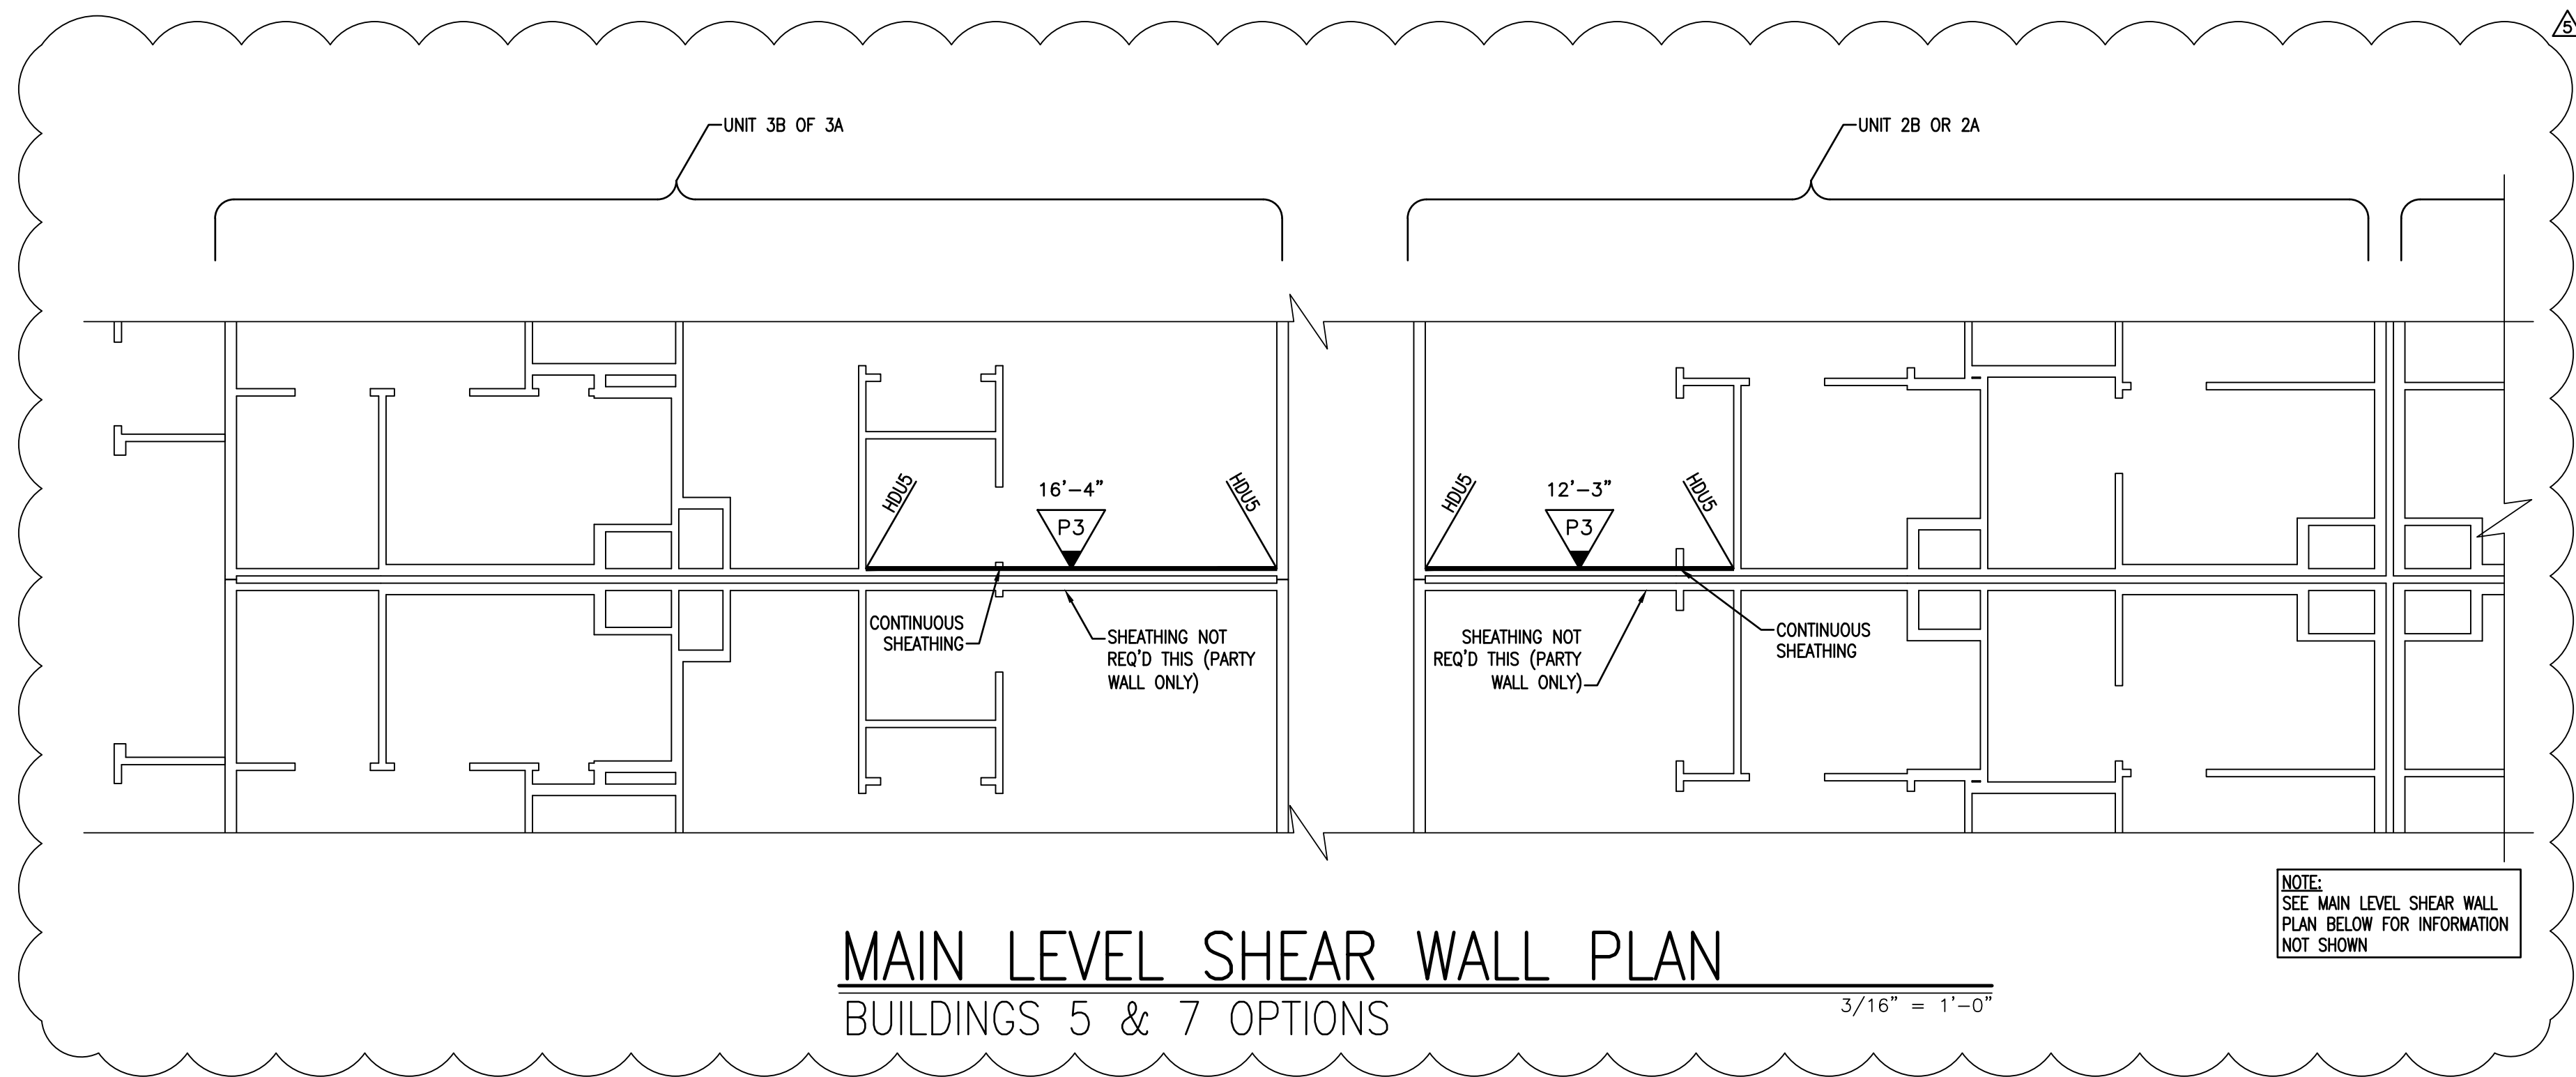 5
UNIT 3B OF 3A
UNIT 2B OR 2A
HDU5
16'-4"
P3
HDU5
HDU5
12'-3"
P3
HDU5
CONTINUOUS
SHEATHING
SHEATHING NOT
REQ'D THIS (PARTY
WALL ONLY)
SHEATHING NOT
REQ'D THIS (PARTY
WALL ONLY)
CONTINUOUS
SHEATHING
NOTE:
SEE MAIN LEVEL SHEAR WALL
PLAN BELOW FOR INFORMATION
NOT SHOWN
MAIN LEVEL SHEAR WALL PLAN
BUILDINGS 5 & 7 OPTIONS
3/16" = 1'-0"